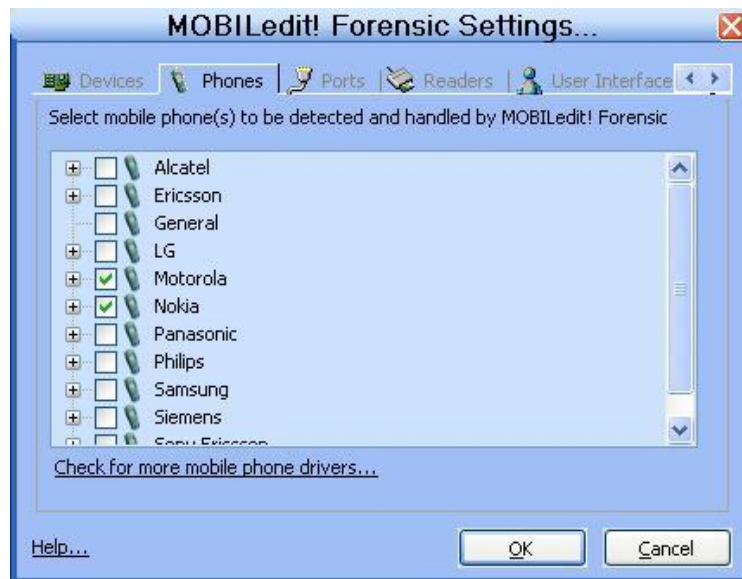 MOBILedit! Forensic Settings...
Devices Phones Ports Readers User Interface
Select mobile phone(s) to be detected and handled by MOBILedit! Forensic
Alcatel
Ericsson
General
LG
Motorola
Nokia
Panasonic
Philips
Samsung
Siemens
Sony Ericsson
Check for more mobile phone drivers...
Help...
OK Cancel